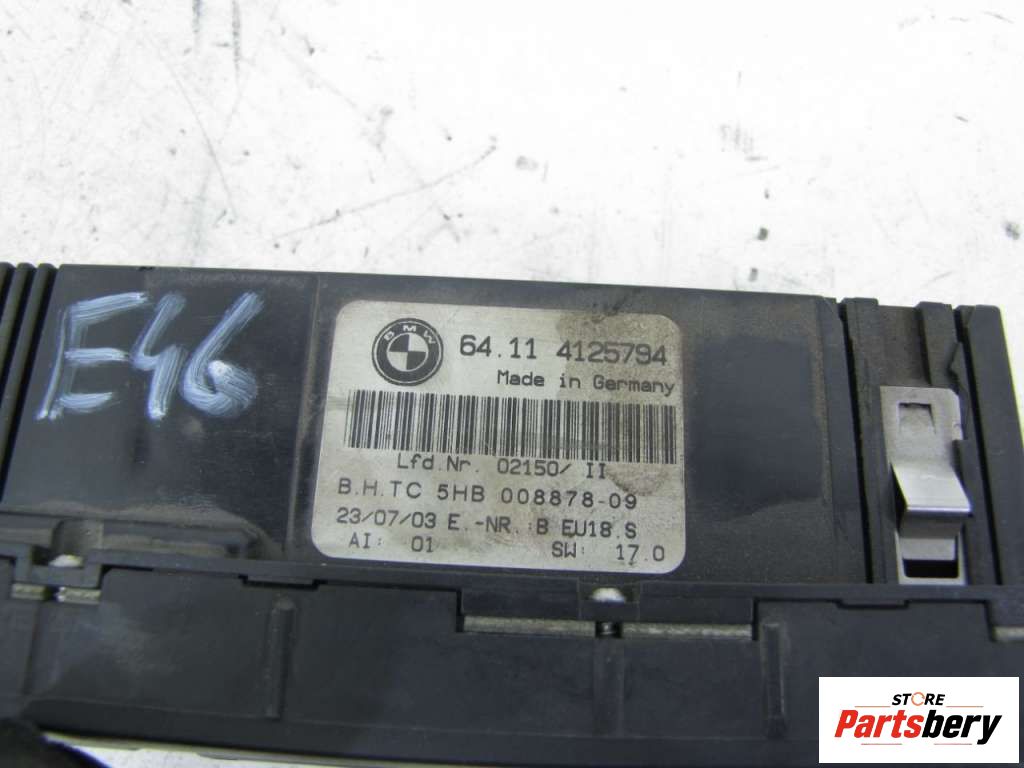 E46
BMW
64.11 4125794
Made in Germany
Lfd.Nr. 02150/ II
B.H.TC 5HB 008878-09
23/07/03 E.-NR.:B EU18.S
AI: 01 SW: 17.0
STORE
Partsbery